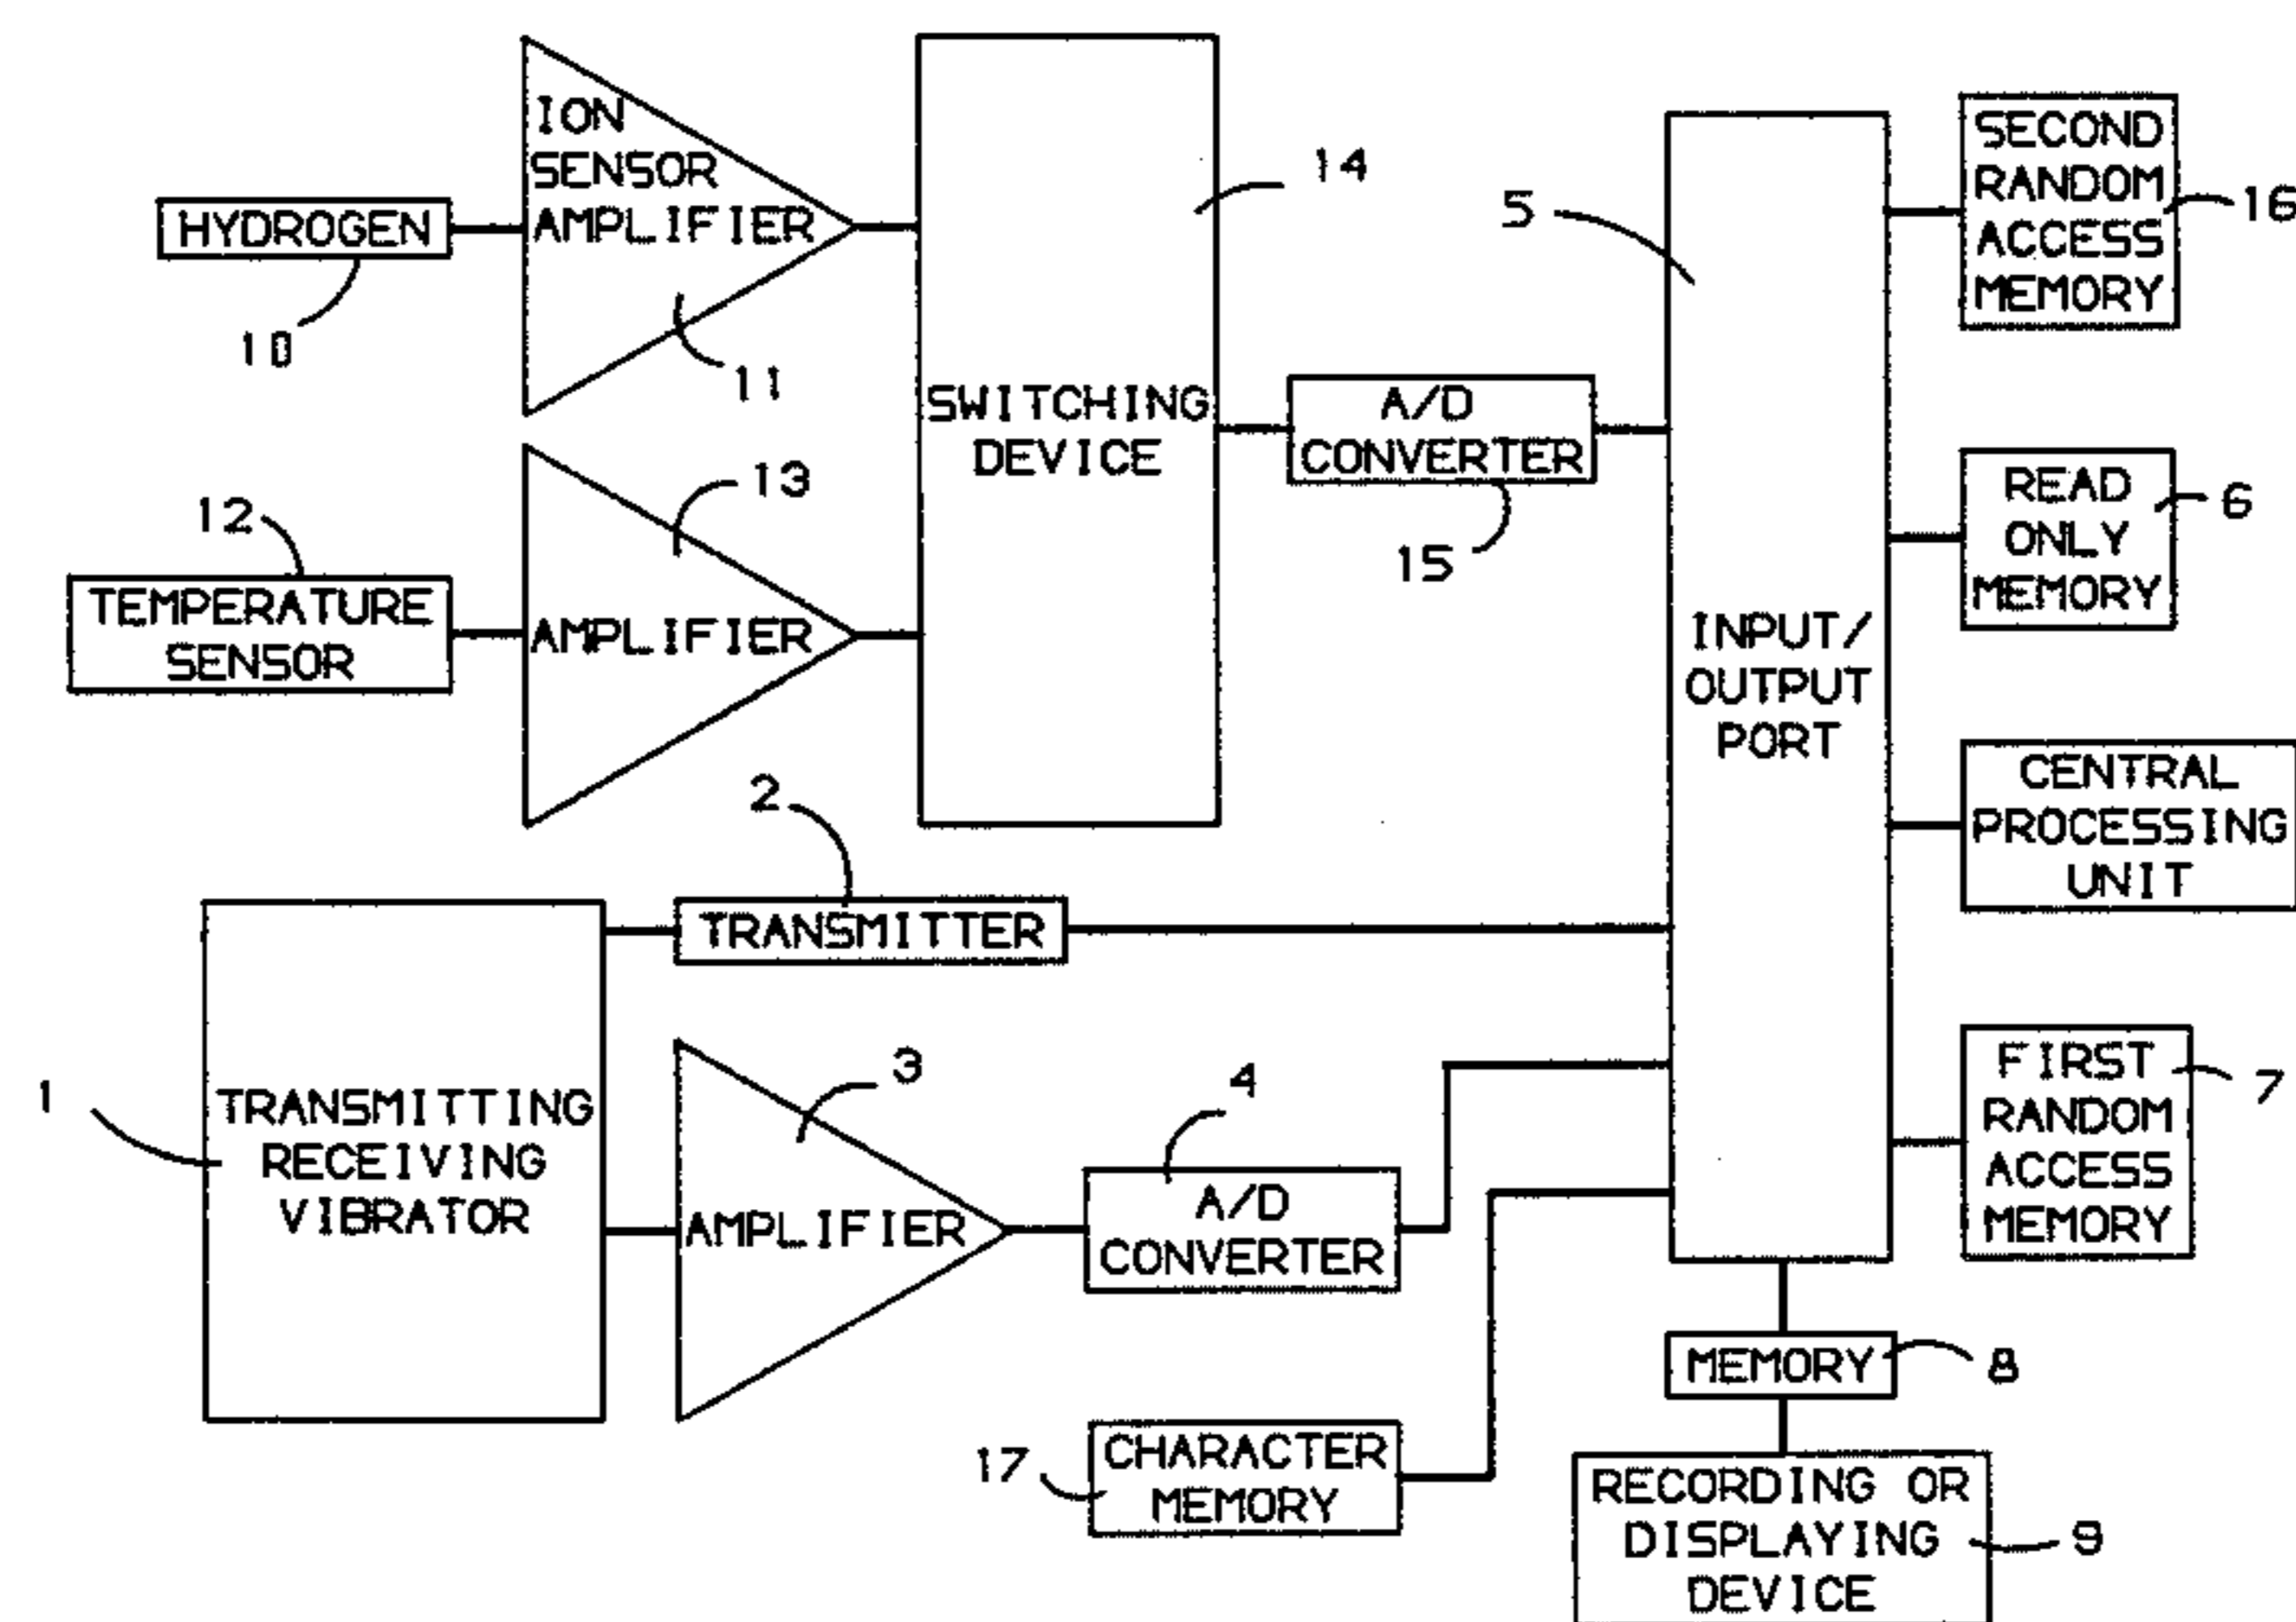 ION
SENSOR
AMPLIFIER
11
HYDROGEN
10
SWITCHING
DEVICE
14
TEMPERATURE
SENSOR
12
AMPLIFIER
13
A/D
CONVERTER
15
INPUT/
OUTPUT
PORT
5
SECOND
RANDOM
ACCESS
MEMORY
16
READ
ONLY
MEMORY
6
CENTRAL
PROCESSING
UNIT
FIRST
RANDOM
ACCESS
MEMORY
7
TRANSMITTER
2
TRANSMITTING
RECEIVING
VIBRATOR
1
AMPLIFIER
3
A/D
CONVERTER
4
CHARACTER
MEMORY
17
MEMORY
8
RECORDING OR
DISPLAYING
DEVICE
9